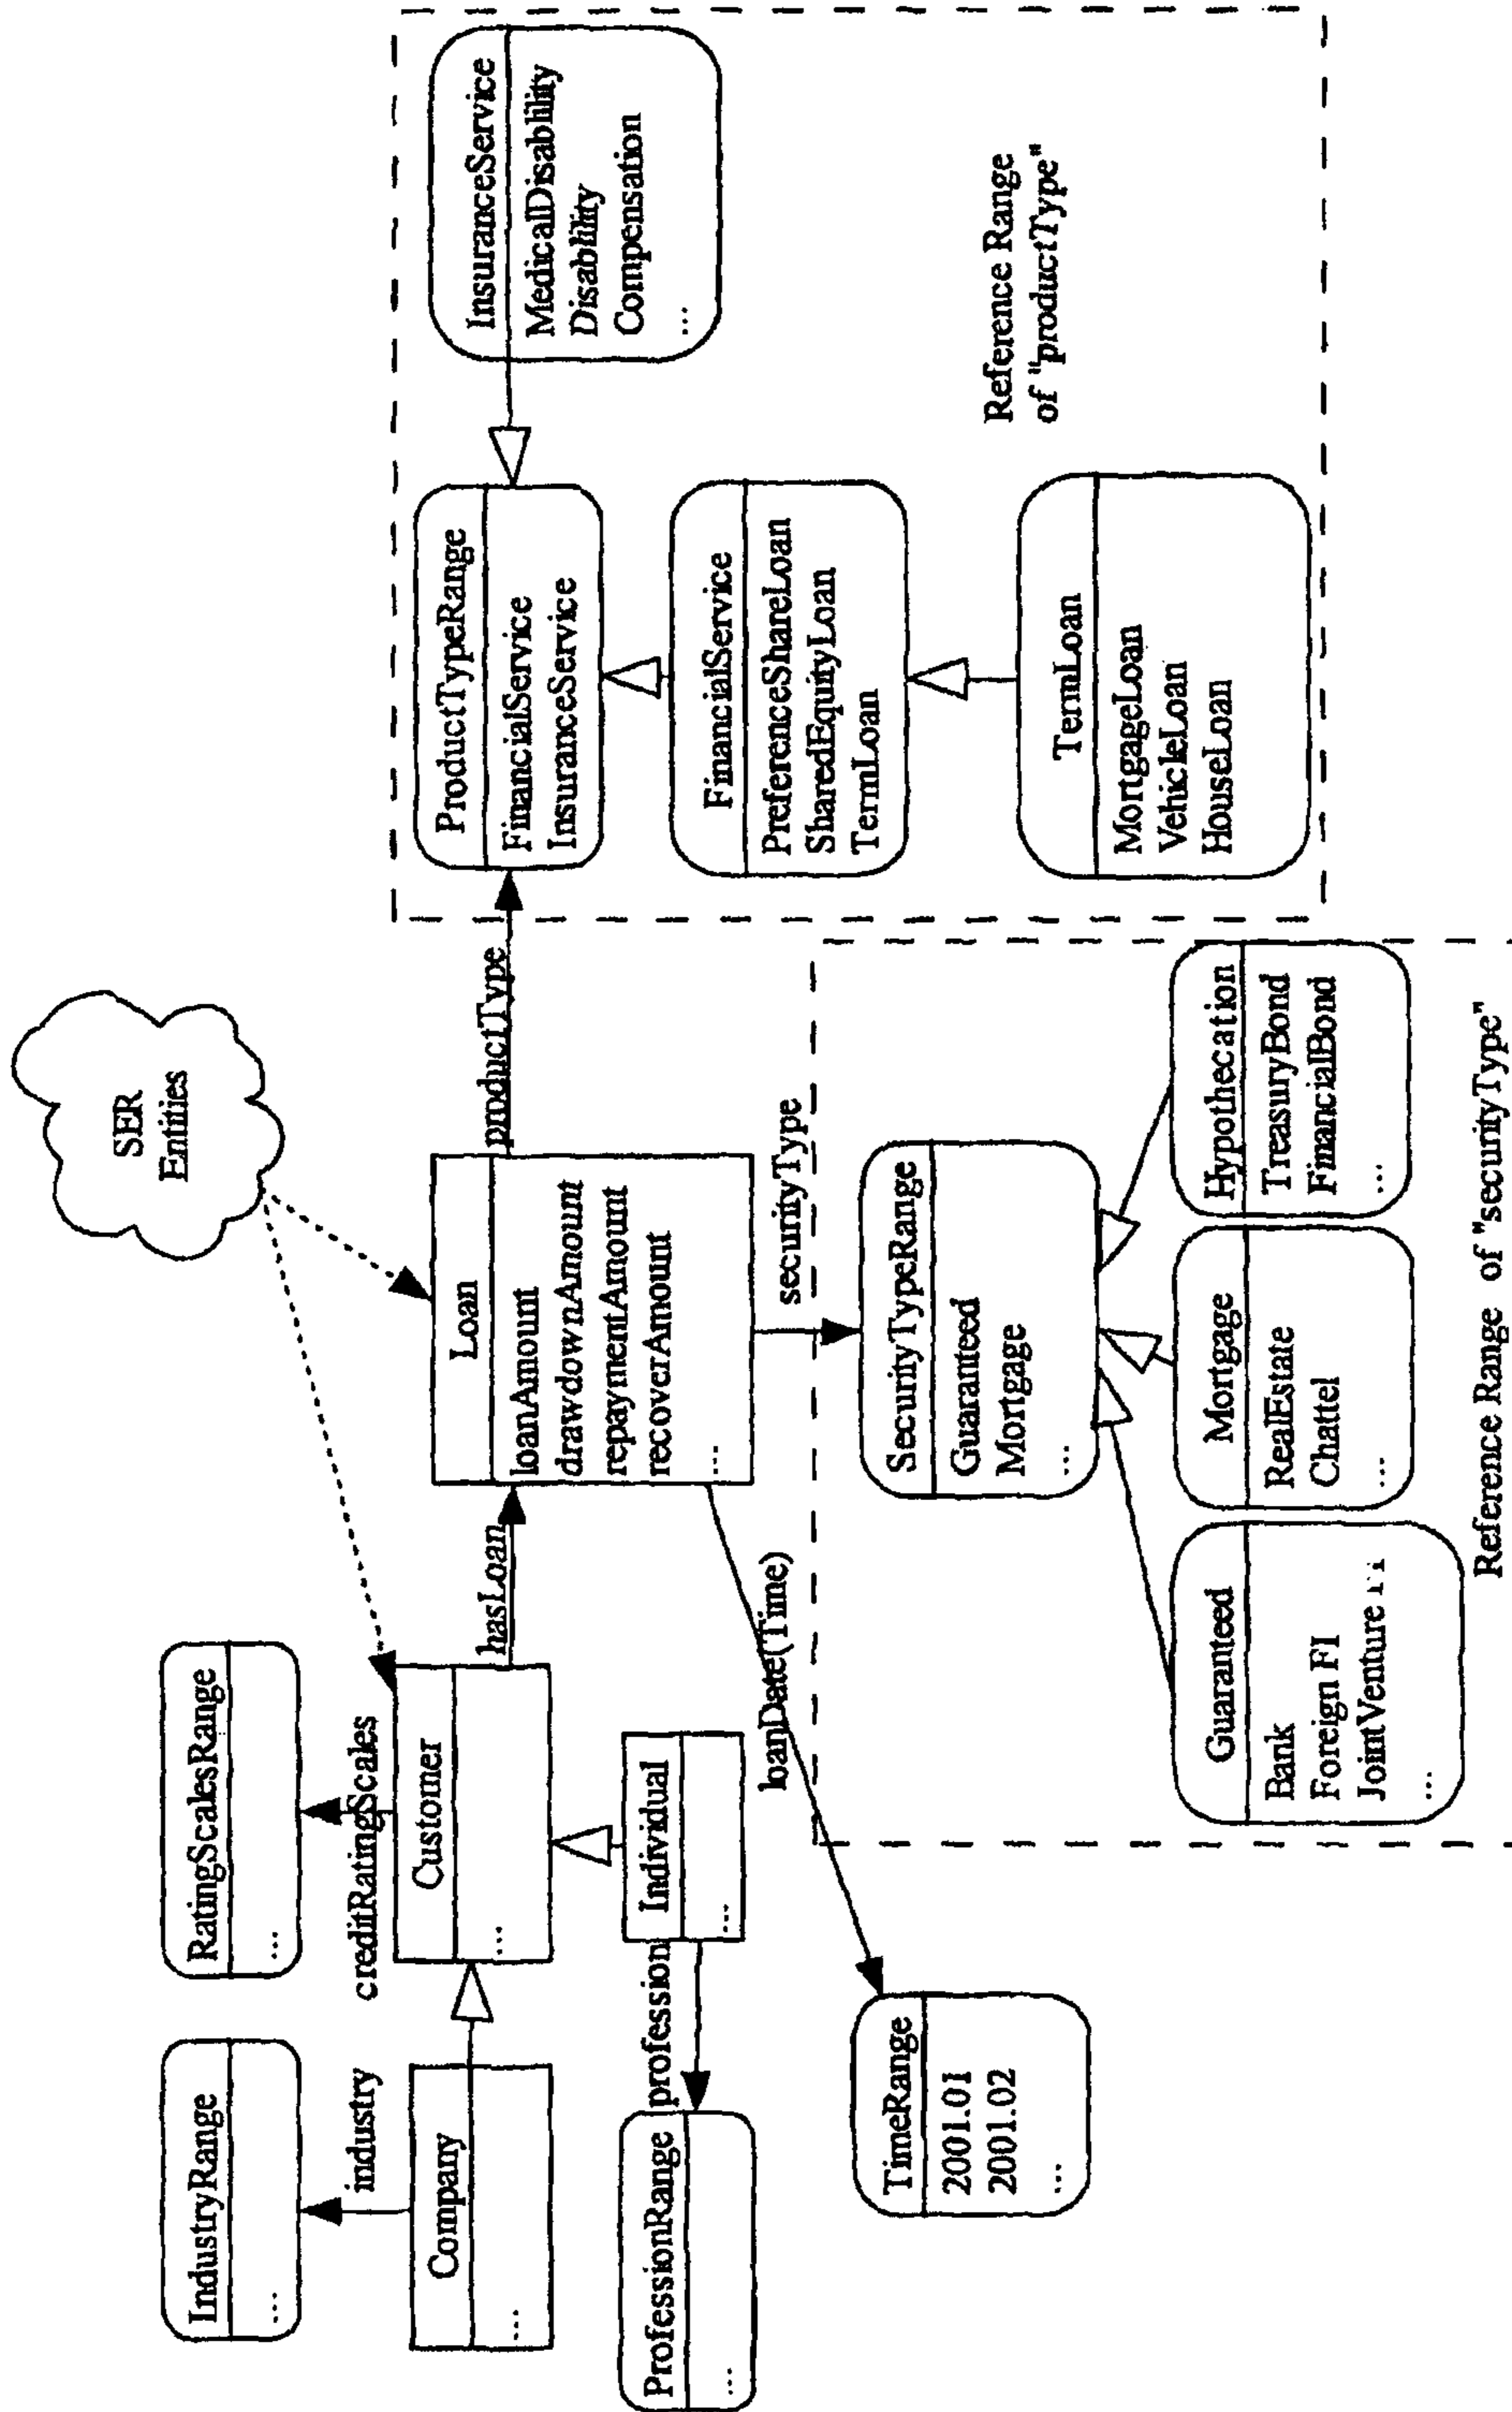 SER
Entities
IndustryRange
...
industry
RatingScalesRange
...
creditRatingScales
Company
...
Customer
...
hasLoan
Loan
loanAmount
drawdownAmount
repaymentAmount
recoverAmount
...
productType
ProductTypeRange
FinancialService
InsuranceService
InsuranceService
MedicalDisablility
Disablility
Compensation
...
ProfessionRange
...
profession
Individual
...
FinancialService
PreferenceShareLoan
SharedEquityLoan
TermLoan
securityType
loanDate(Time)
TimeRange
2001.01
2001.02
...
SecurityTypeRange
Guaranteed
Mortgage
...
TermLoan
MortgageLoan
VehicleLoan
HouseLoan
Reference Range
of "productType"
Guaranteed
Bank
Foreign FI
JointVenture
...
Mortgage
RealEstate
Chattel
...
Hypothecation
TreasuryBond
FinancialBond
...
Reference Range of "securityType"